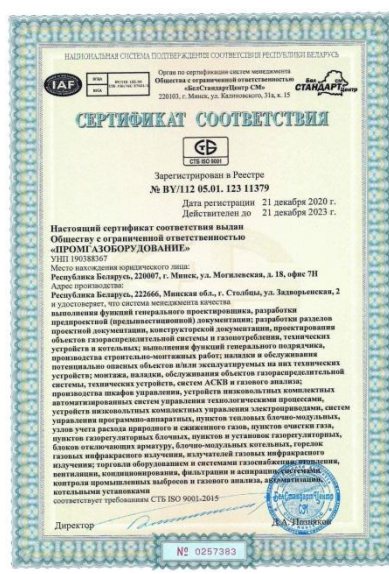 НАЦИОНАЛЬНАЯ СИСТЕМА ПОДТВЕРЖДЕНИЯ СООТВЕТСТВИЯ РЕСПУБЛИКИ БЕЛАРУСЬ
IAF
Орган по сертификации систем менеджмента
Общества с ограниченной ответственностью
«БелСтандартЦентр СМ»
220103, г. Минск, ул. Калиновского, 31а, к. 15
Бел
СТАНДАРТ
Центр
СЕРТИФИКАТ СООТВЕТСТВИЯ
СТБ ISO 9001
Зарегистрирован в Реестре
№ BY/112 05.01. 123 11379
Дата регистрации 21 декабря 2020 г.
Действителен до 21 декабря 2023 г.
Настоящий сертификат соответствия выдан
Обществу с ограниченной ответственностью
«ПРОМГАЗОБОРУДОВАНИЕ»
УНП 190388367
Место нахождения юридического лица:
Республика Беларусь, 220007, г. Минск, ул. Могилевская, д. 18, офис 7Н
Адрес производства:
Республика Беларусь, 222666, Минская обл., г. Столбцы, ул. Задворьенская, 2
и удостоверяет, что система менеджмента качества
выполнения функций генерального проектировщика, разработки
предпроектной (предынвестиционной) документации; разработки разделов
проектной документации, конструкторской документации, проектирования
объектов газораспределительной системы и газопотребления, технических
устройств и котельных; выполнения функций генерального подрядчика,
производства строительно-монтажных работ; наладки и обслуживания
потенциально опасных объектов и/или эксплуатируемых на них технических
устройств; монтажа, наладки, обслуживания объектов газораспределительной
системы, технических устройств, систем АСКВ и газового анализа;
производства шкафов управления, устройств низковольтных комплектных
автоматизированных систем управления технологическими процессами,
устройств низковольтных комплектных управления электроприводами, систем
управления программно-аппаратных, пунктов тепловых блочно-модульных,
узлов учета расхода природного и сжиженного газов, пунктов очистки газа,
пунктов газорегуляторных блочных, пунктов и установок газорегуляторных,
блоков отключающих арматуру, блочно-модульных котельных, горелок
газовых инфракрасного излучения, излучателей газовых инфракрасного
излучения; торговли оборудованием и системами газоснабжения, отопления,
вентиляции, кондиционирования, фильтрации и аспирации, системами
контроля промышленных выбросов и газового анализа, автоматизации,
котельными установками
соответствует требованиям СТБ ISO 9001-2015
Директор
БелСтандартЦентр
СМ
№ 0257383